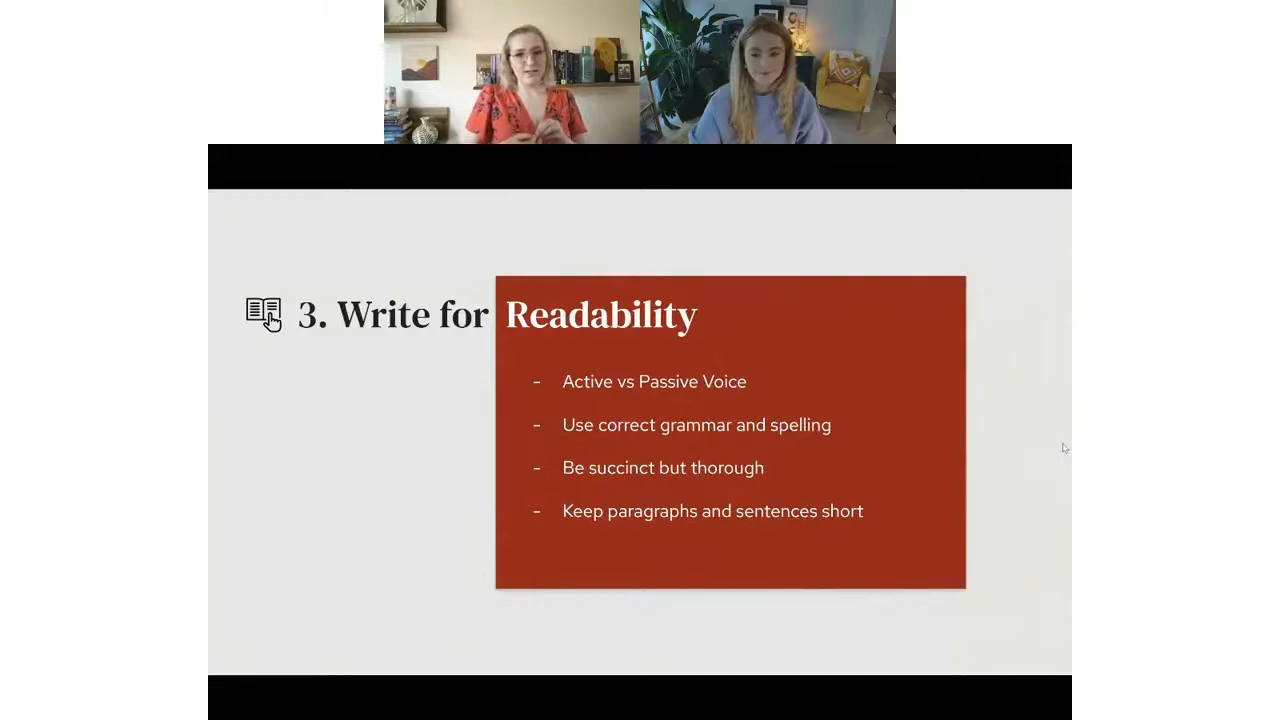 3. Write for Readability
- Active vs Passive Voice
- Use correct grammar and spelling
- Be succinct but thorough
- Keep paragraphs and sentences short